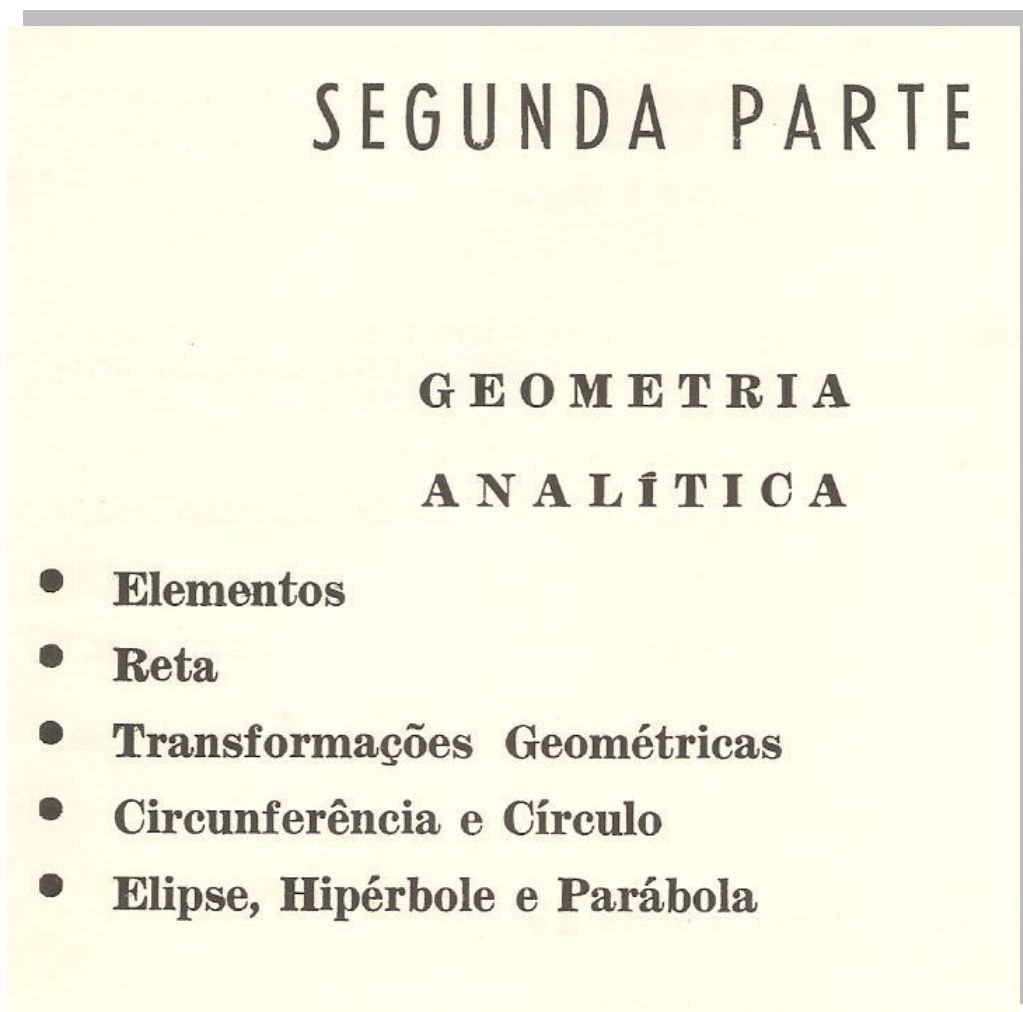 SEGUNDA PARTE
GEOMETRIA
ANALÍTICA
• Elementos
• Reta
• Transformações Geométricas
• Circunferência e Círculo
• Elipse, Hipérbole e Parábola